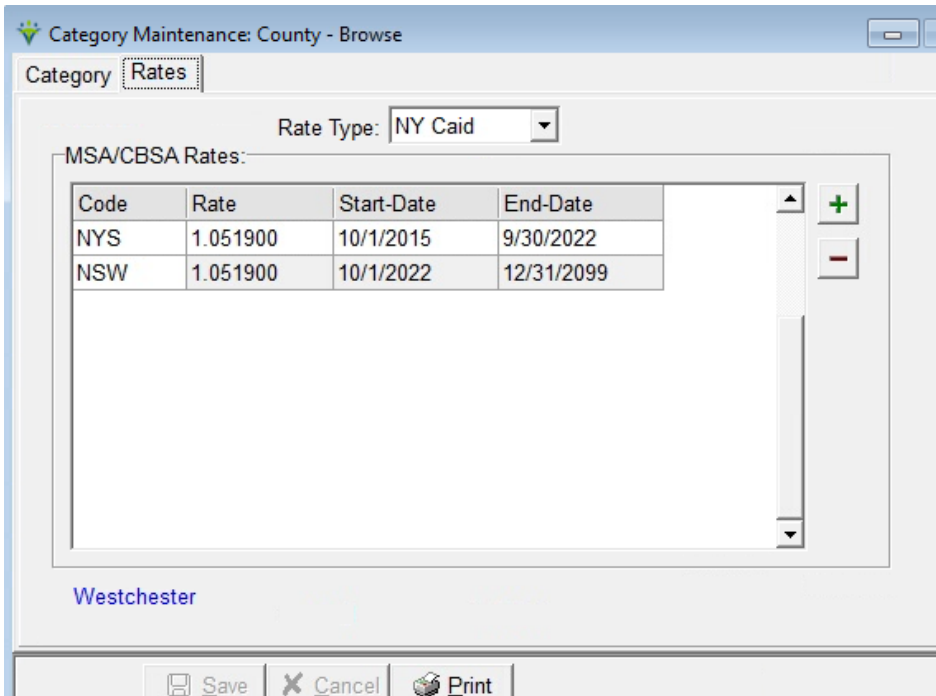 Category Maintenance: County - Browse
Category Rates
Rate Type: NY Caid
MSA/CBSA Rates:
Code Rate Start-Date End-Date
NYS 1.051900 10/1/2015 9/30/2022
NSW 1.051900 10/1/2022 12/31/2099
Westchester
Save Cancel Print